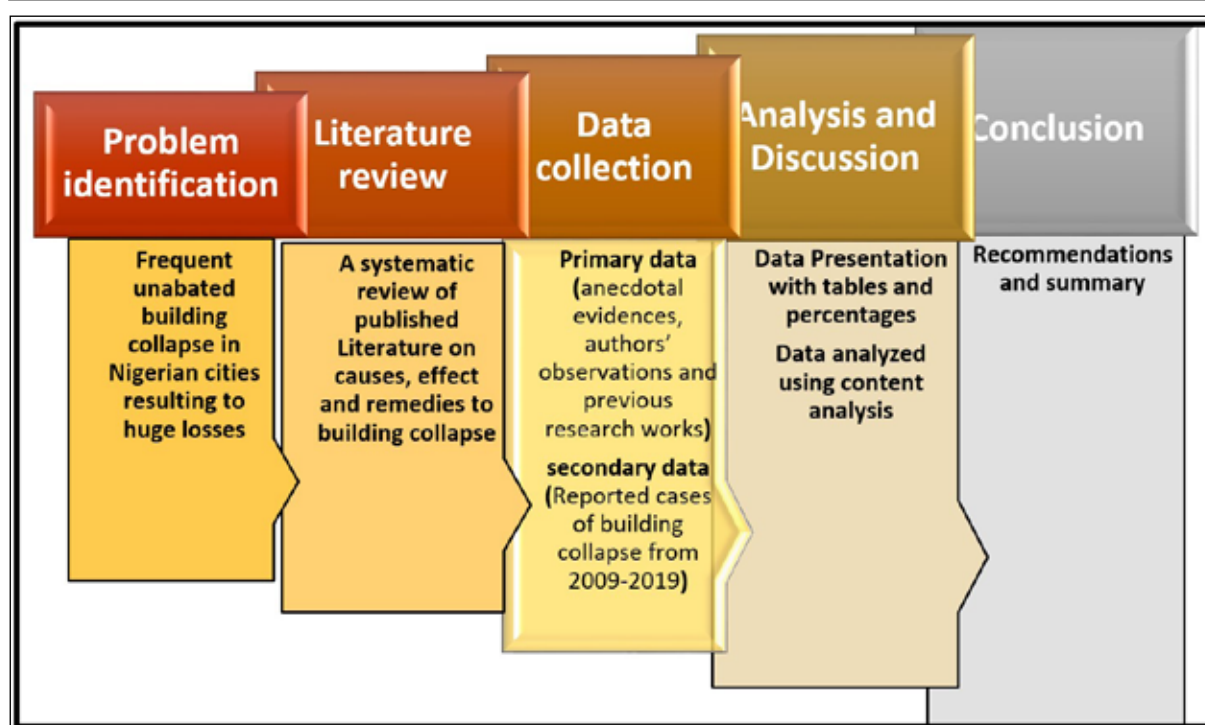 Problem
identification
Frequent
unabated
building
collapse in
Nigerian cities
resulting to
huge losses
Literature
review
A systematic
review of
published
Literature on
causes, effect
and remedies to
building collapse
Data
collection
Primary data
(anecdotal
evidences,
authors'
observations and
previous
research works)
secondary data
(Reported cases
of building
collapse from
2009-2019)
Analysis and
Discussion
Data Presentation
with tables and
percentages
Data analyzed
using content
analysis
Conclusion
Recommendations
and summary